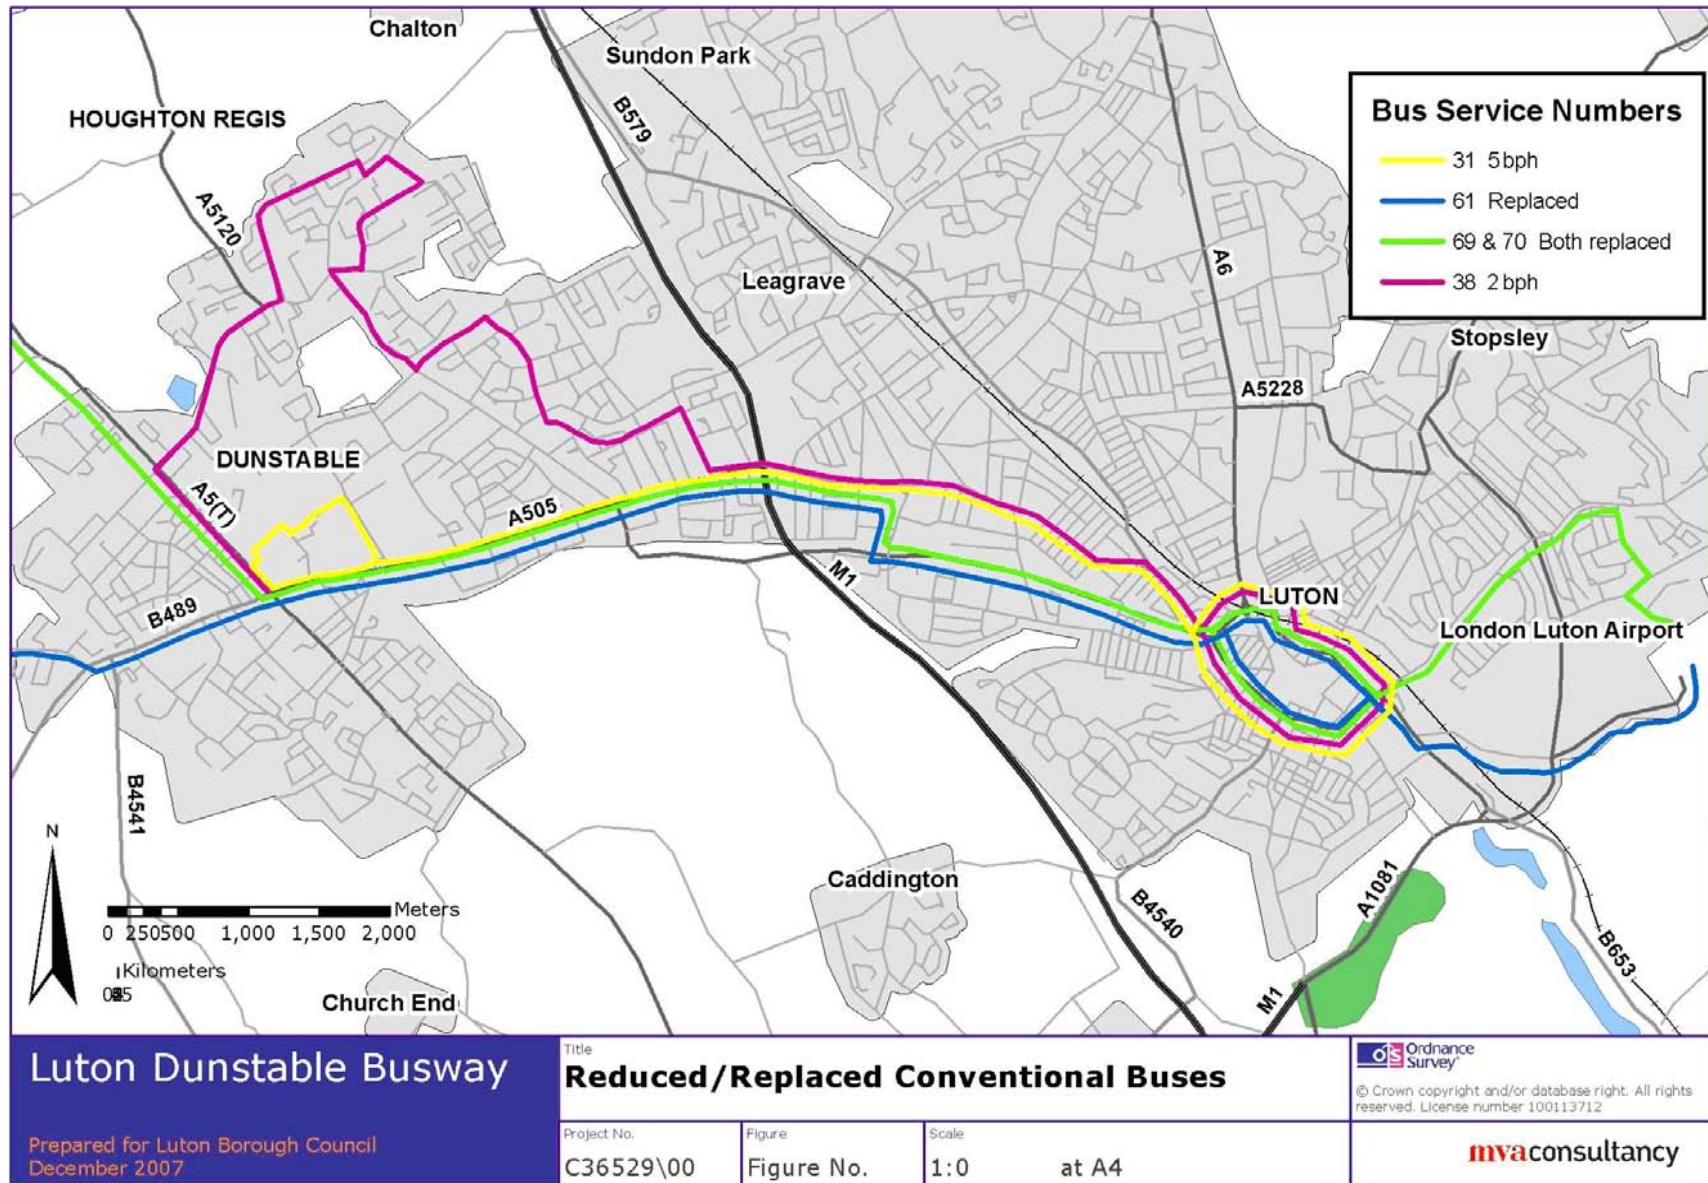 Chalton
Sundon Park
HOUGHTON REGIS
B579
A5120
A6
Leagrave
Bus Service Numbers
31 5bph
61 Replaced
69 & 70 Both replaced
38 2bph
Stopsley
A5228
DUNSTABLE
A5(T)
A505
M1
B489
LUTON
London Luton Airport
B4541
N
Meters
0 250500 1,000 1,500 2,000
Kilometers
Caddington
B4540
A1081
B653
M1
Church End
Luton Dunstable Busway
Prepared for Luton Borough Council
December 2007
Title
Reduced/Replaced Conventional Buses
Project No.
C36529\00
Figure
Figure No.
Scale
1:0 at A4
Ordnance
Survey
© Crown copyright and/or database right. All rights
reserved. License number 100113712
mvaconsultancy